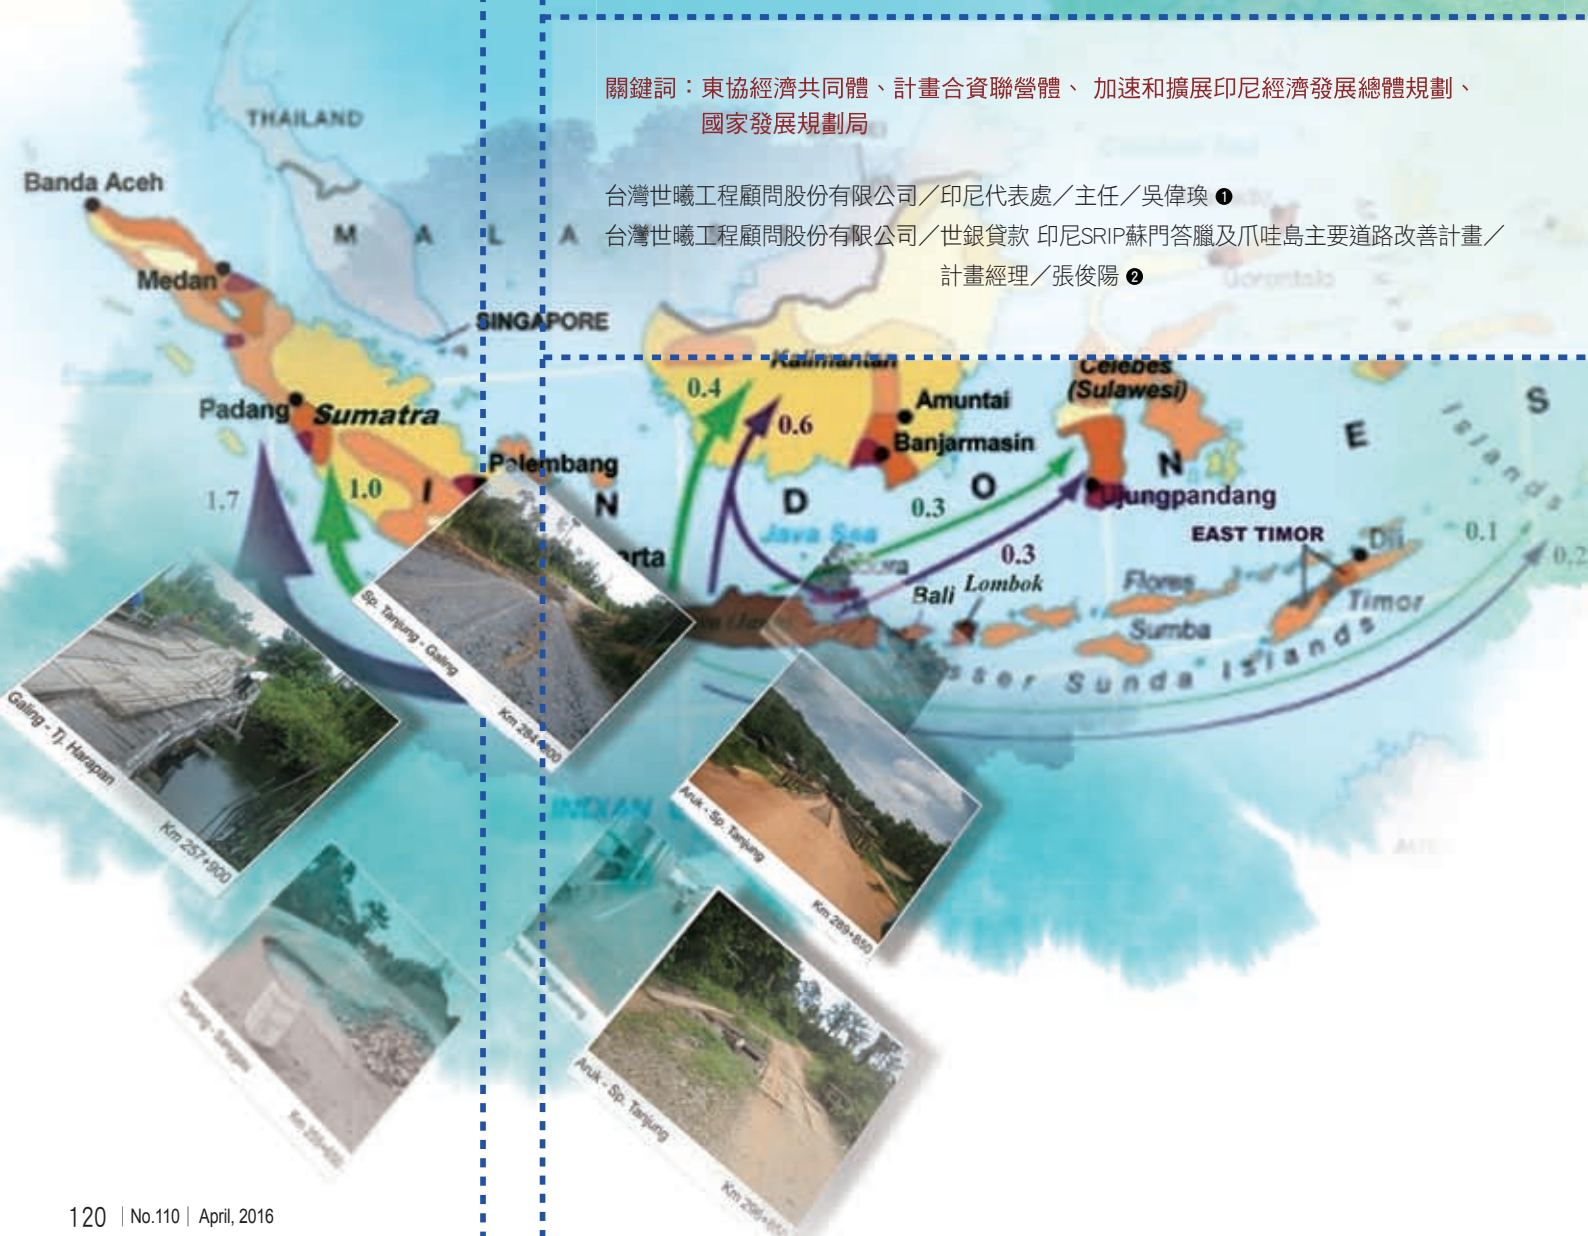 關鍵詞：東協經濟共同體、計畫合資聯營體、 加速和擴展印尼經濟發展總體規劃、
國家發展規劃局
台灣世曦工程顧問股份有限公司／印尼代表處／主任／吳偉瑍 ❶
台灣世曦工程顧問股份有限公司／世銀貸款 印尼SRIP蘇門答臘及爪哇島主要道路改善計畫／
計畫經理／張俊陽 ❷
THAILAND
Banda Aceh
M A L A
Medan
SINGAPORE
Gorontalo
Kalimantan
Celebes
(Sulawesi)
0.4
0.6
Amuntai
Padang
Sumatra
Banjarmasin
Palembang
1.7
1.0
I N D O N E S
Islands
0.3
Ujungpandang
Java Sea
EAST TIMOR
Dili
0.1
0.2
0.3
arta
Bali
Lombok
Flores
Timor
Sumba
sser Sunda Islands
Sp. Tanjung - Galing
Galing - Tj. Harapan
Km 257+900
INDIAN
Aruk - Sp. Tanjung
Km 289+850
Aruk - Sp. Tanjung
120 | No.110 | April, 2016